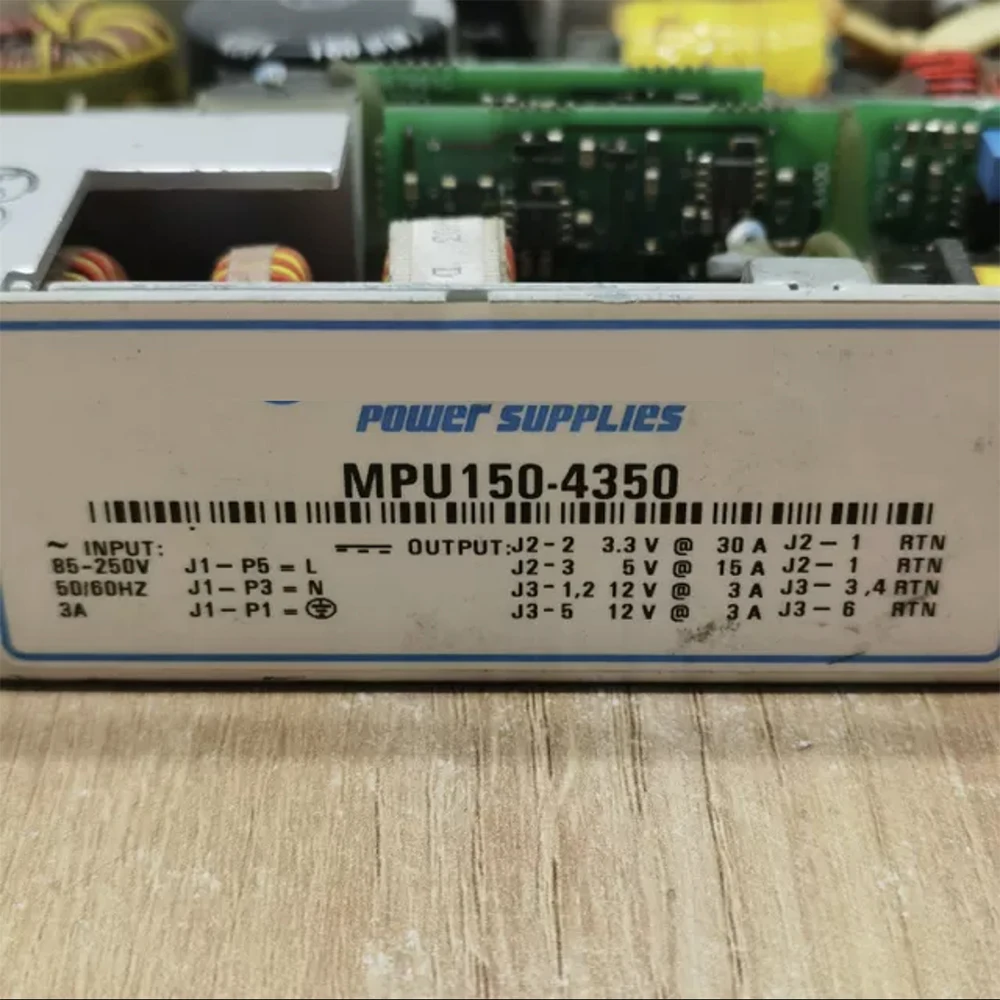 POWER SUPPLIES
MPU150-4350
~ INPUT:
85-250V J1-P5 = L
50/60HZ J1-P3 = N
3A J1-P1 =
OUTPUT: J2-2 3.3 V @ 30 A J2-1 RTN
J2-3 5 V @ 15 A J2-1 RTN
J3-1,2 12 V @ 3 A J3-3,4 RTN
J3-5 12 V @ 3 A J3-6 RTN